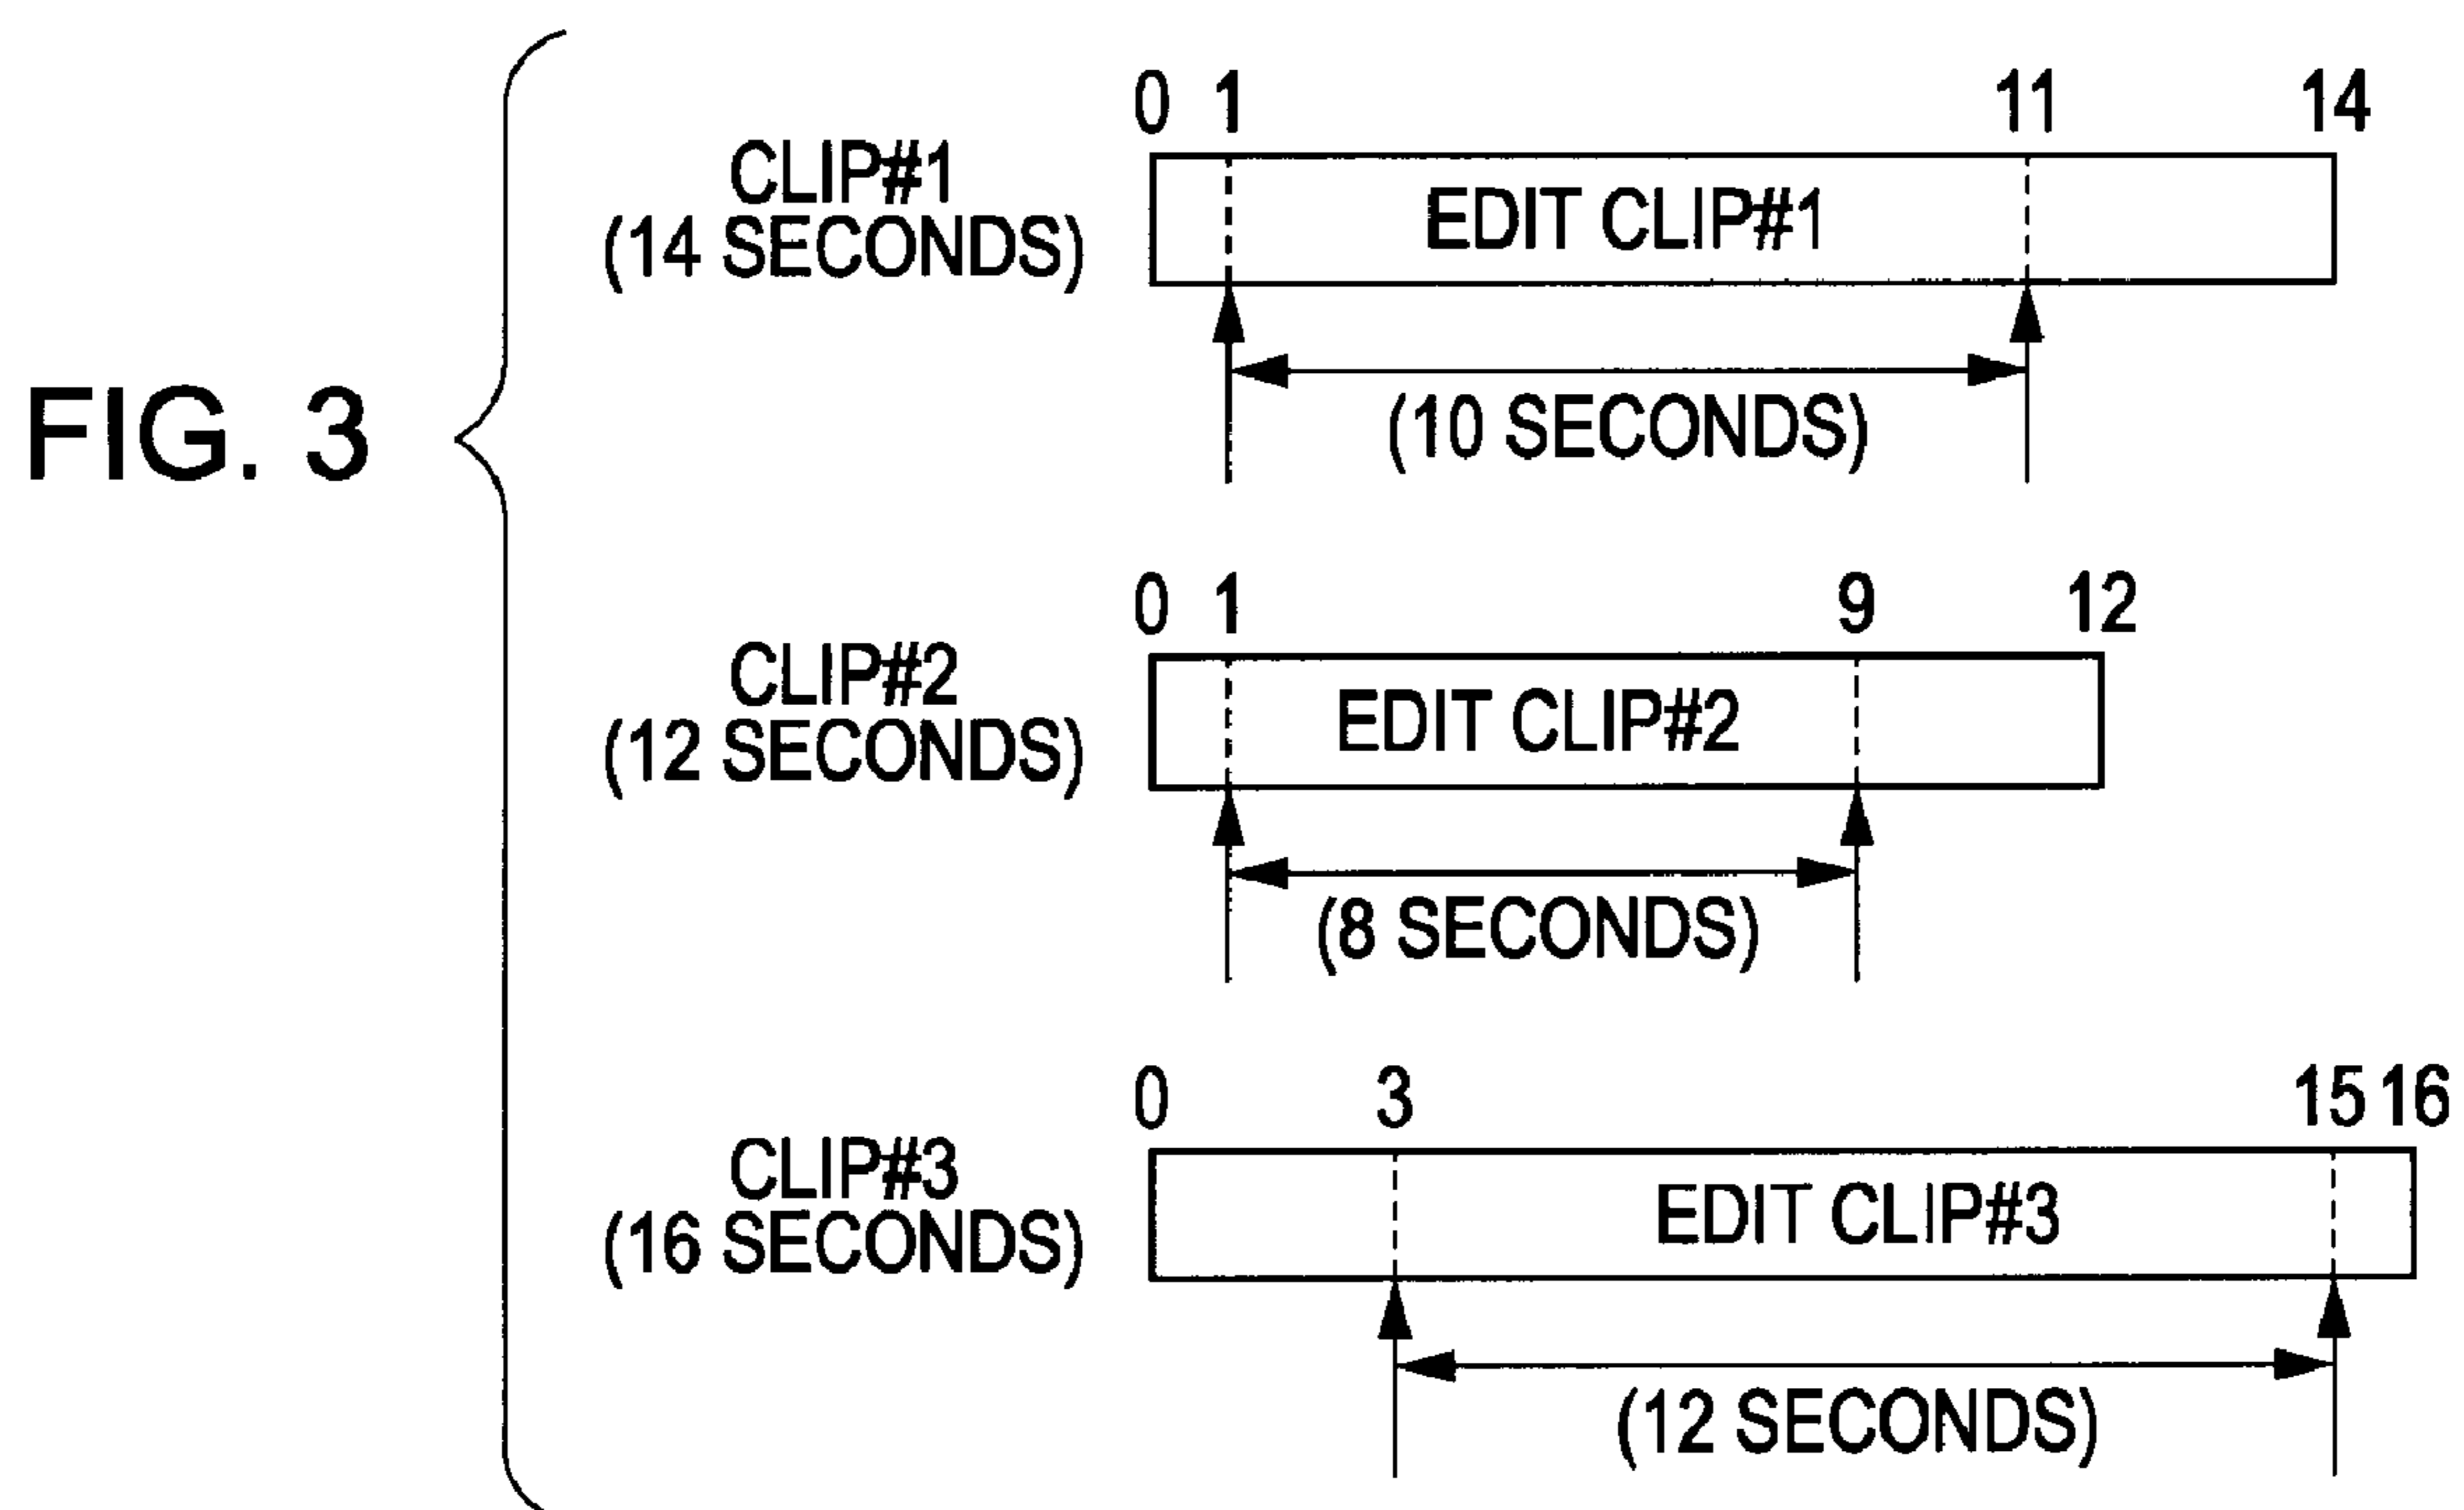 FIG. 3
0 1 11 14
CLIP#1
(14 SECONDS)
EDIT CLIP#1
(10 SECONDS)
0 1 9 12
CLIP#2
(12 SECONDS)
EDIT CLIP#2
(8 SECONDS)
0 3 15 16
CLIP#3
(16 SECONDS)
EDIT CLIP#3
(12 SECONDS)